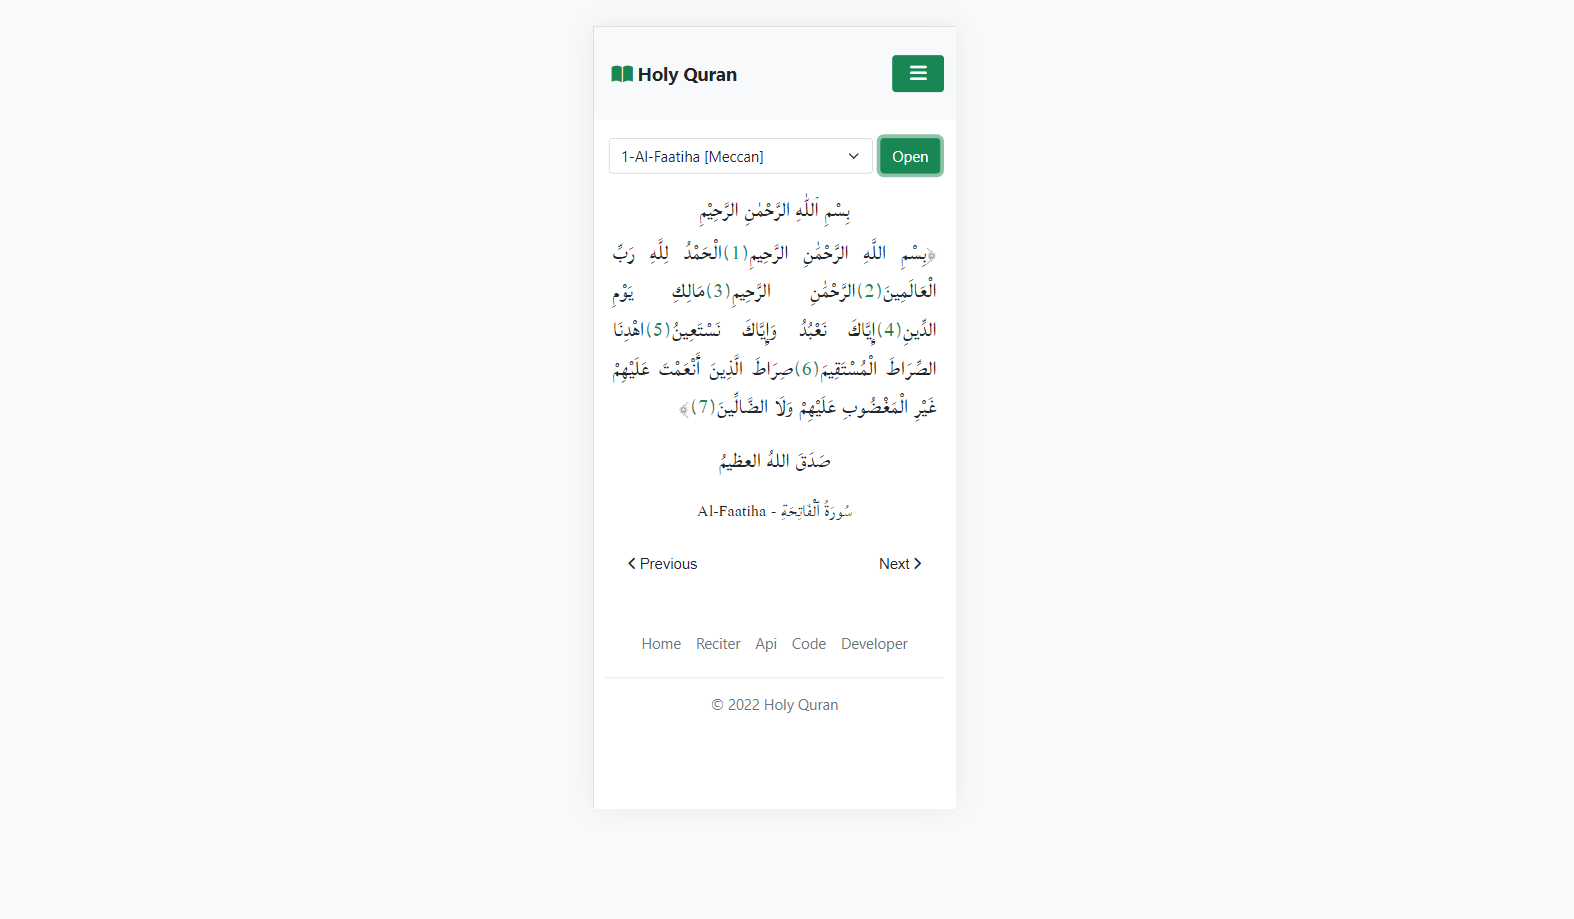 Holy Quran
1-Al-Faatiha [Meccan]
Open
بِسْمِ اَللّٰهِ الرَّحْمٰنِ الرَّحِيْمِ
﴿بِسْمِ اللَّهِ الرَّحْمَٰنِ الرَّحِيمِ(1)الْحَمْدُ لِلَّهِ رَبِّ
الْعَالَمِينَ(2)الرَّحْمَٰنِ الرَّحِيمِ(3)مَالِكِ يَوْمِ
الدِّينِ(4)إِيَّاكَ نَعْبُدُ وَإِيَّاكَ نَسْتَعِينُ(5)اهْدِنَا
الصِّرَاطَ الْمُسْتَقِيمَ(6)صِرَاطَ الَّذِينَ أَنْعَمْتَ عَلَيْهِمْ
غَيْرِ الْمَغْضُوبِ عَلَيْهِمْ وَلَا الضَّالِّينَ(7)﴾
صَدَقَ اللهُ العظيمُ
Al-Faatiha - سُورَةُ ٱلْفَاتِحَةِ
Previous
Next
Home Reciter Api Code Developer
© 2022 Holy Quran